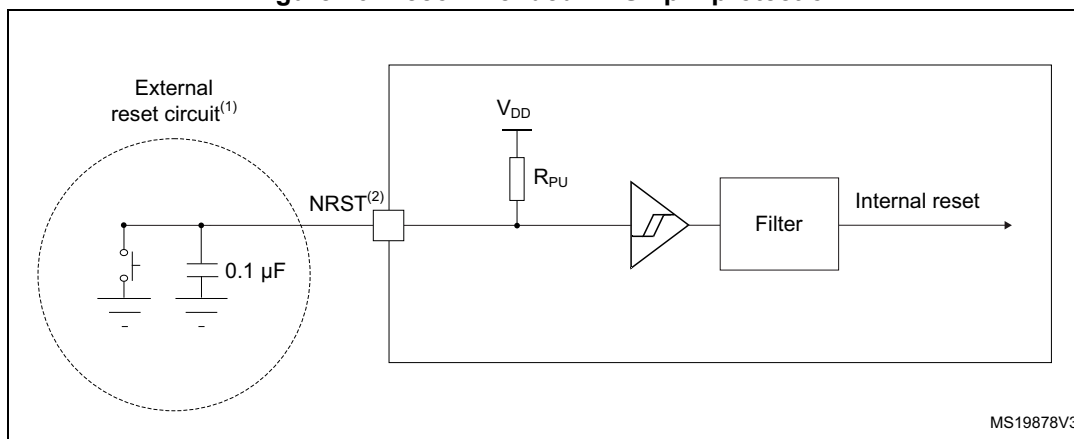 External
reset circuit(1)
VDD
RPU
NRST(2)
Filter
Internal reset
0.1 µF
MS19878V3